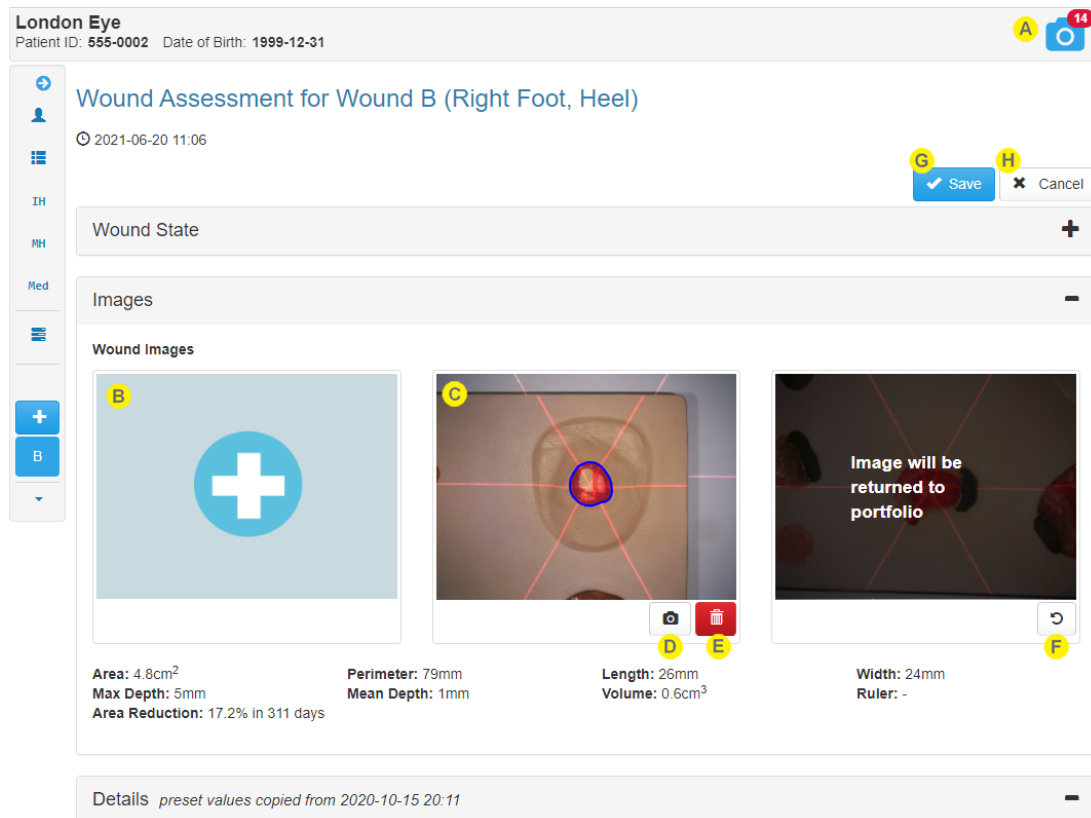 London Eye
Patient ID: 555-0002 Date of Birth: 1999-12-31
A
14
Wound Assessment for Wound B (Right Foot, Heel)
2021-06-20 11:06
G
H
Save
Cancel
IH
MH
Med
B
Wound State
Images
Wound Images
B
C
Image will be
returned to
portfolio
D
E
F
Area: 4.8cm2 Perimeter: 79mm Length: 26mm Width: 24mm
Max Depth: 5mm Mean Depth: 1mm Volume: 0.6cm3 Ruler: -
Area Reduction: 17.2% in 311 days
Details preset values copied from 2020-10-15 20:11